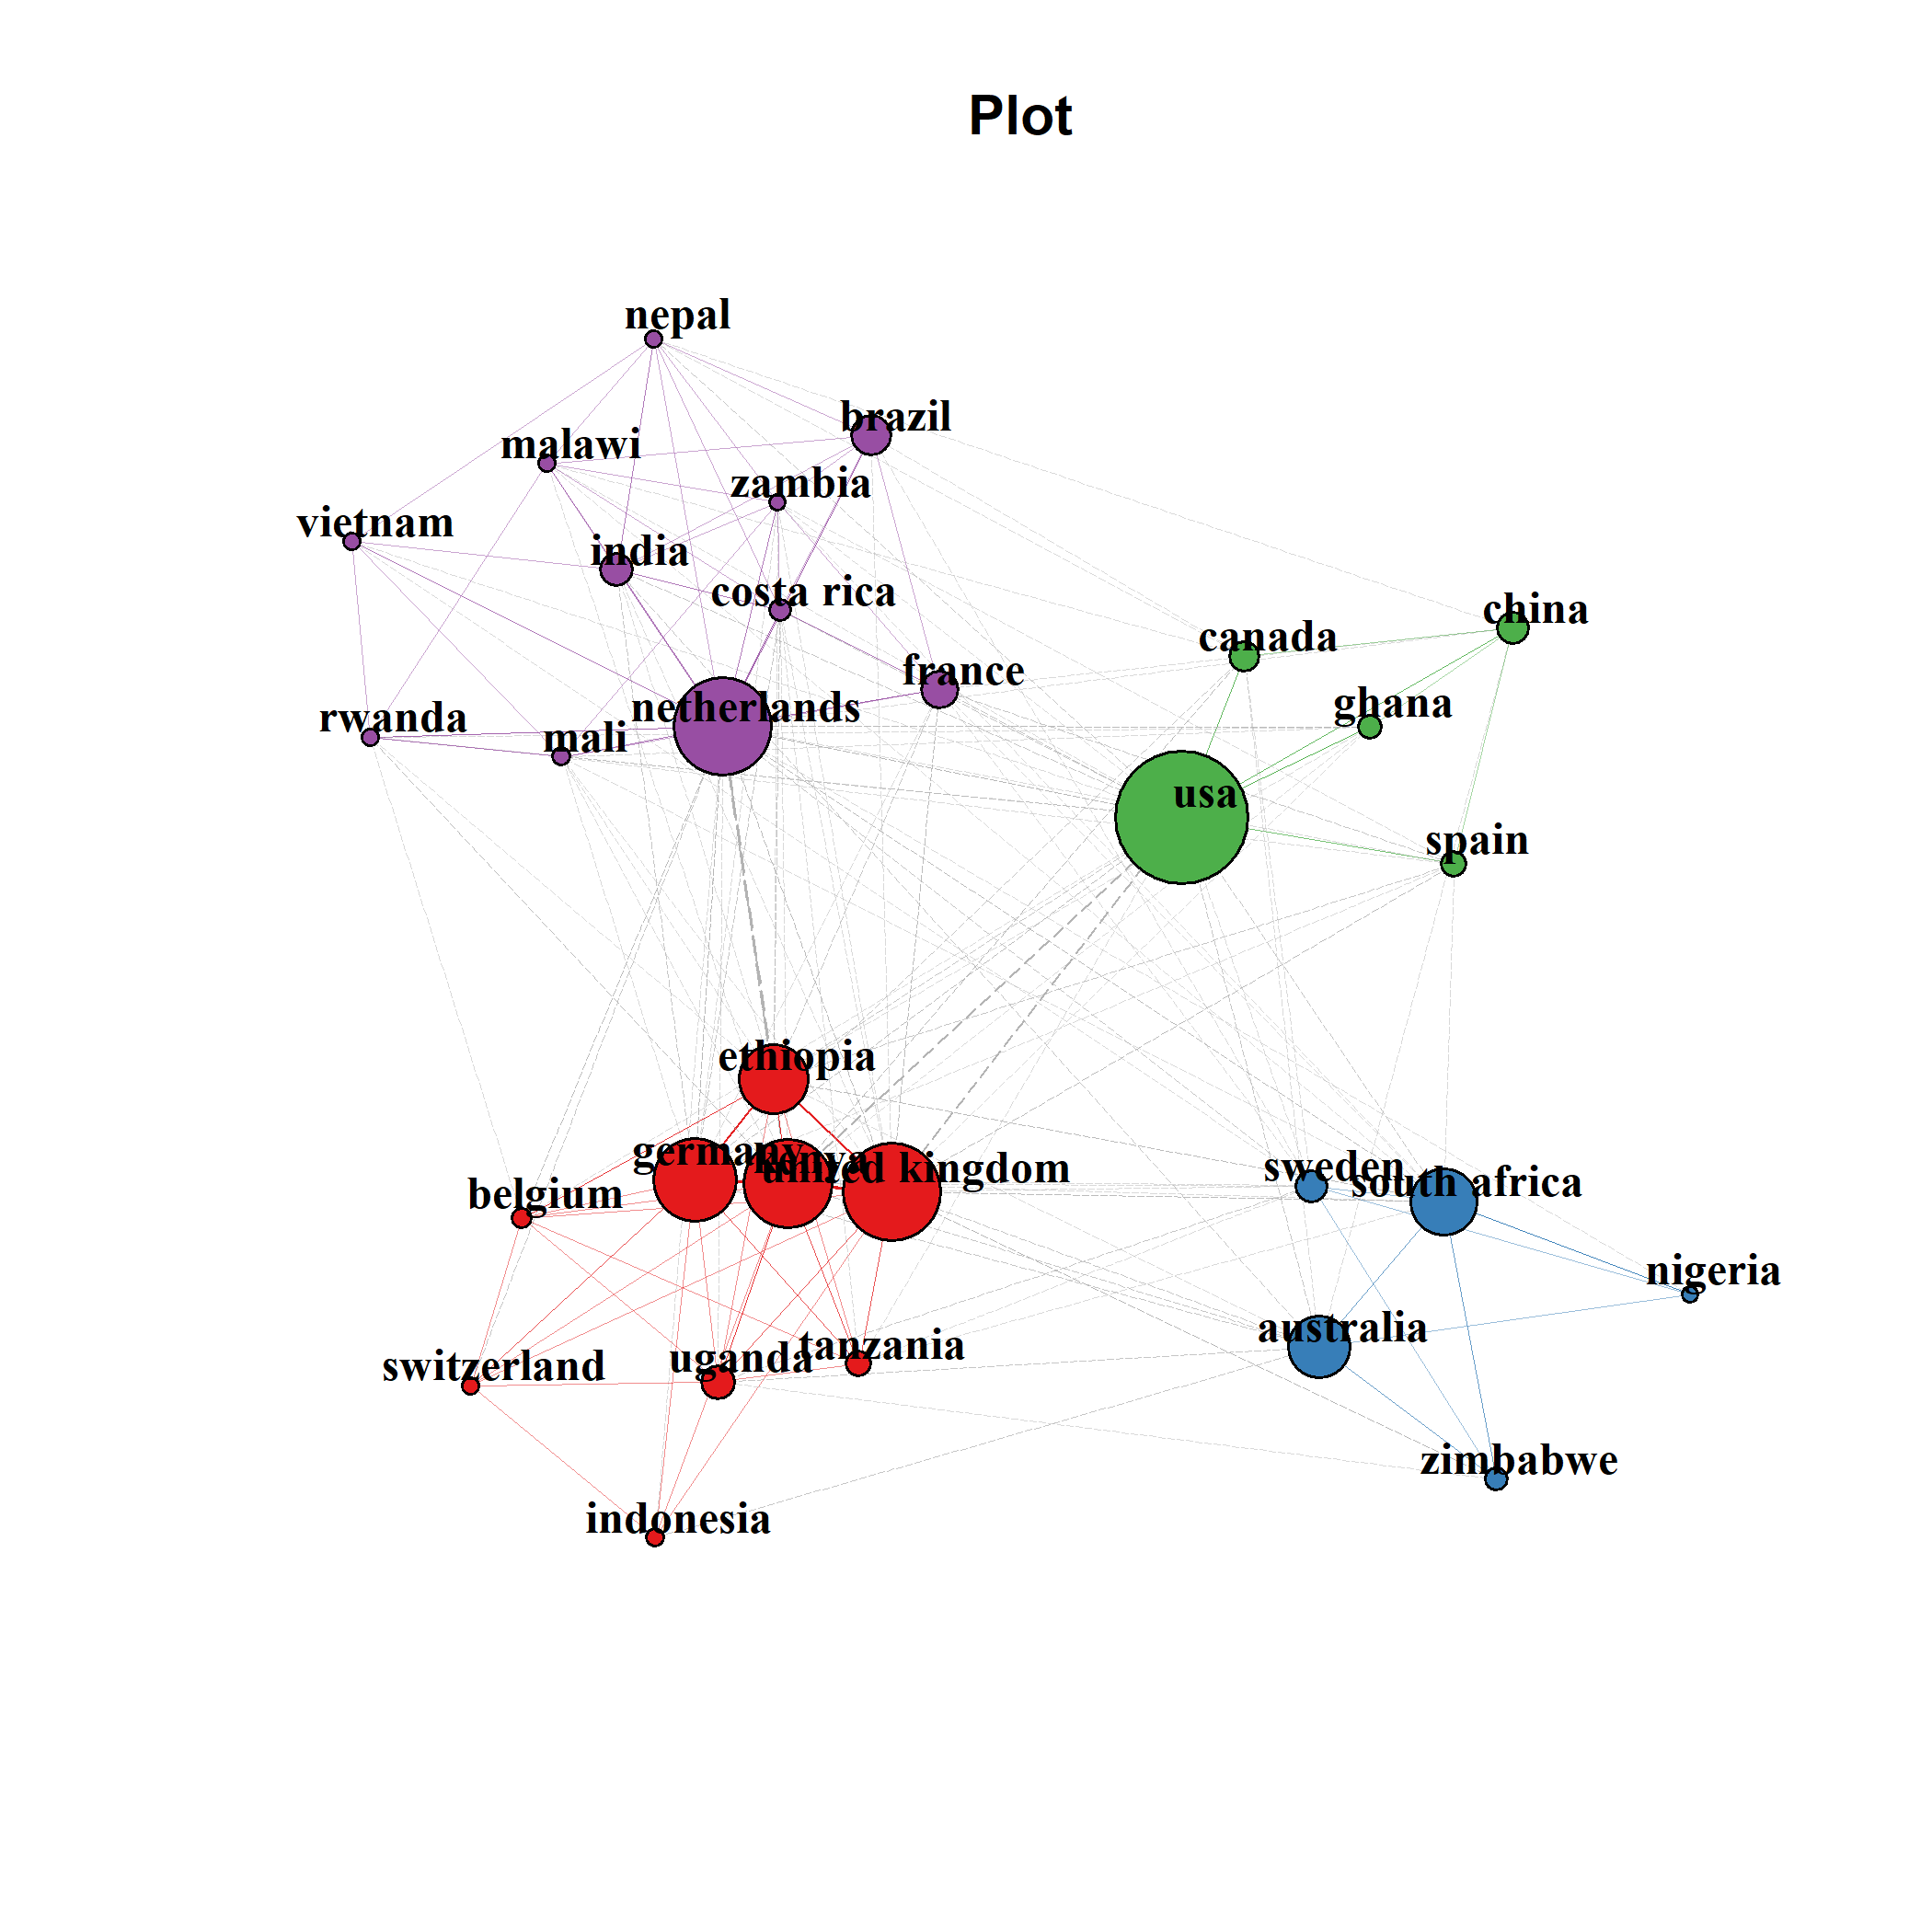 Plot
nepal
brazil
malawi
zambia
vietnam
india
costa rica
china
canada
france
ghana
netherlands
rwanda
mali
usa
spain
ethiopia
germany
kenya
united kingdom
sweden
south africa
belgium
nigeria
australia
tanzania
uganda
switzerland
zimbabwe
indonesia